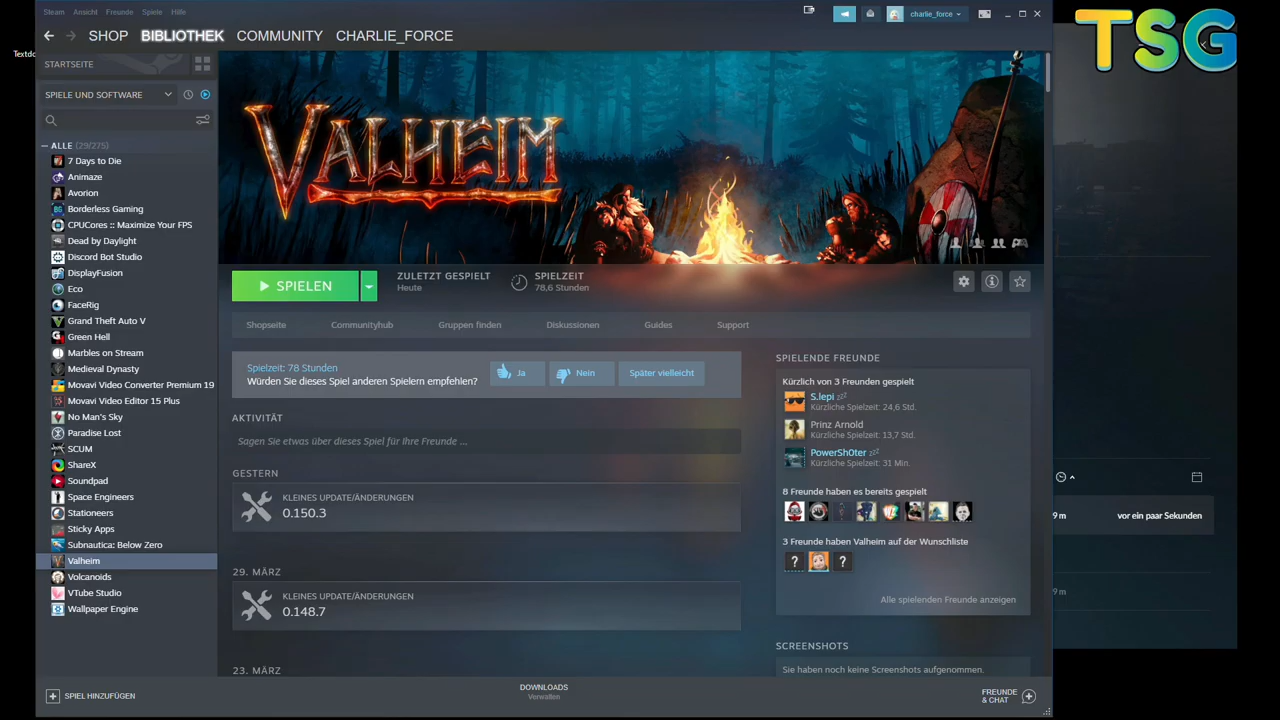 Steam Ansicht Freunde Spiele Hilfe
charlie_force
TSG
Textdo
SHOP BIBLIOTHEK COMMUNITY CHARLIE_FORCE
STARTSEITE
SPIELE UND SOFTWARE
ALLE (29/275)
7 Days to Die
Animaze
Avorion
Borderless Gaming
CPUCores :: Maximize Your FPS
Dead by Daylight
Discord Bot Studio
DisplayFusion
Eco
FaceRig
Grand Theft Auto V
Green Hell
Marbles on Stream
Medieval Dynasty
Movavi Video Converter Premium 19
Movavi Video Editor 15 Plus
No Man's Sky
Paradise Lost
SCUM
ShareX
Soundpad
Space Engineers
Stationeers
Sticky Apps
Subnautica: Below Zero
Valheim
Volcanoids
VTube Studio
Wallpaper Engine
SPIEL HINZUFÜGEN
VALHEIM
SPIELEN
ZULETZT GESPIELT
Heute
SPIELZEIT
78,6 Stunden
Shopseite Communityhub Gruppen finden Diskussionen Guides Support
Spielzeit: 78 Stunden
Würden Sie dieses Spiel anderen Spielern empfehlen?
Ja Nein Später vielleicht
AKTIVITÄT
Sagen Sie etwas über dieses Spiel für Ihre Freunde ...
GESTERN
KLEINES UPDATE/ÄNDERUNGEN
0.150.3
29. MÄRZ
KLEINES UPDATE/ÄNDERUNGEN
0.148.7
23. MÄRZ
SPIELENDE FREUNDE
Kürzlich von 3 Freunden gespielt
S.lepi zzz
Kürzliche Spielzeit: 24,6 Std.
Prinz Arnold
Kürzliche Spielzeit: 13,7 Std.
PowerSh0ter zzz
Kürzliche Spielzeit: 31 Min.
8 Freunde haben es bereits gespielt
3 Freunde haben Valheim auf der Wunschliste
? ?
Alle spielenden Freunde anzeigen
SCREENSHOTS
Sie haben noch keine Screenshots aufgenommen.
DOWNLOADS
Verwalten
FREUNDE
& CHAT
9 m vor ein paar Sekunden
9 m